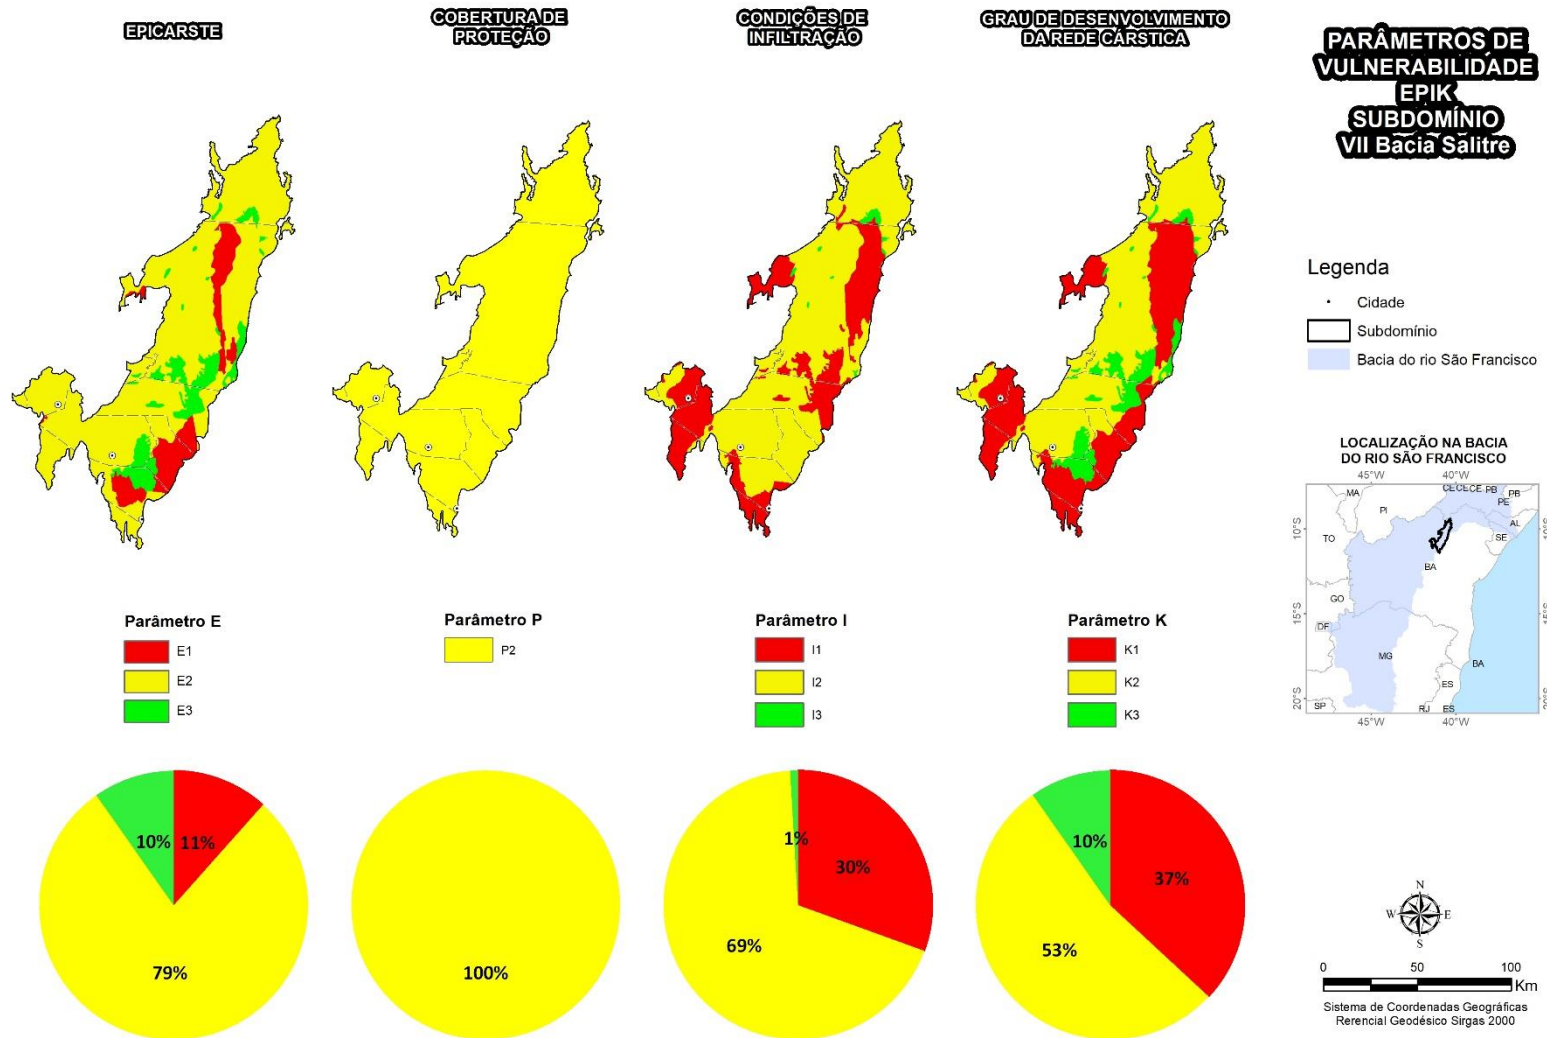 EPICARSTE
COBERTURA DE
PROTEÇÃO
CONDIÇÕES DE
INFILTRAÇÃO
GRAU DE DESENVOLVIMENTO
DA REDE CÁRSTICA
PARÂMETROS DE
VULNERABILIDADE
EPIK
SUBDOMÍNIO
VII Bacia Salitre
Legenda
Cidade
Subdomínio
Bacia do rio São Francisco
LOCALIZAÇÃO NA BACIA
DO RIO SÃO FRANCISCO
45°W
40°W
10°S
15°S
20°S
MA
PI
CE
CE
CE
PB
PB
PE
AL
SE
TO
BA
GO
DF
MG
BA
ES
SP
RJ
ES
45°W
40°W
Parâmetro E
E1
E2
E3
Parâmetro P
P2
Parâmetro I
I1
I2
I3
Parâmetro K
K1
K2
K3
10%
11%
79%
100%
1%
30%
69%
10%
37%
53%
N
W
E
S
0
50
100
Km
Sistema de Coordenadas Geográficas
Rerencial Geodésico Sirgas 2000